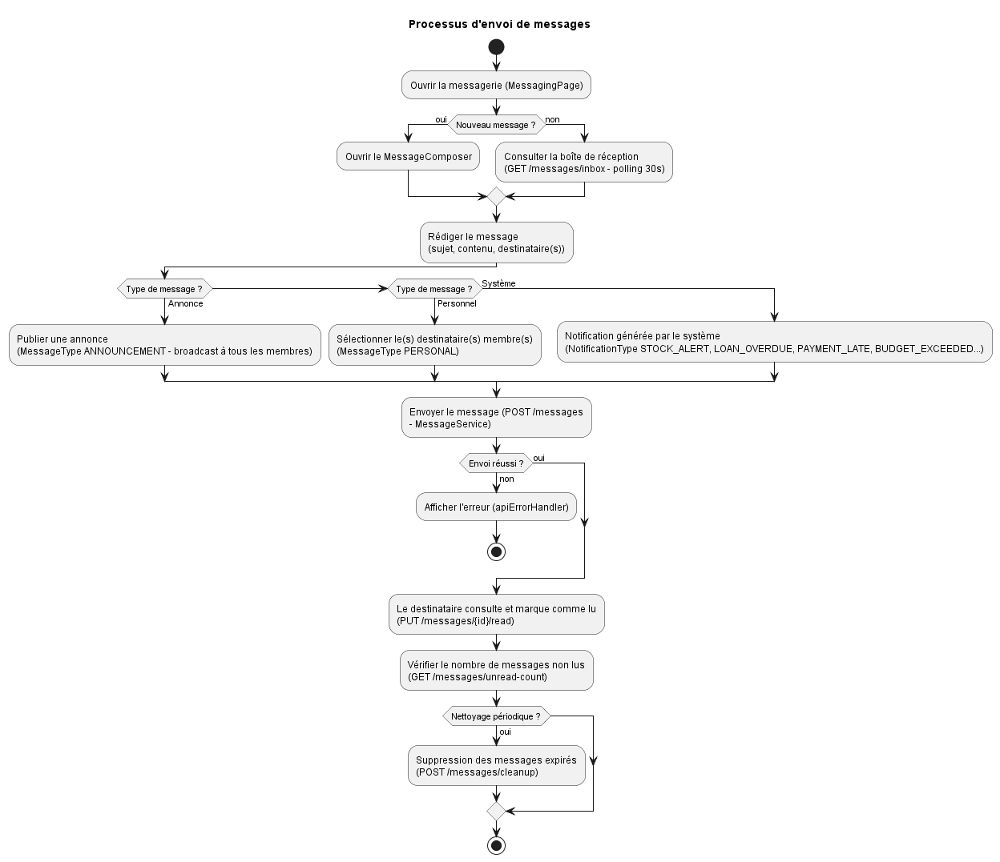 Processus d'envoi de messages
Ouvrir la messagerie (MessagingPage)
oui
Nouveau message ?
non
Ouvrir le MessageComposer
Consulter la boîte de réception
(GET /messages/inbox - polling 30s)
Rédiger le message
(sujet, contenu, destinataire(s))
Type de message ?
Annonce
Type de message ?
Personnel
Système
Publier une annonce
(MessageType ANNOUNCEMENT - broadcast à tous les membres)
Sélectionner le(s) destinataire(s) membre(s)
(MessageType PERSONAL)
Notification générée par le système
(NotificationType STOCK_ALERT, LOAN_OVERDUE, PAYMENT_LATE, BUDGET_EXCEEDED...)
Envoyer le message (POST /messages
- MessageService)
Envoi réussi ?
oui
non
Afficher l'erreur (apiErrorHandler)
Le destinataire consulte et marque comme lu
(PUT /messages/{id}/read)
Vérifier le nombre de messages non lus
(GET /messages/unread-count)
Nettoyage périodique ?
oui
Suppression des messages expirés
(POST /messages/cleanup)